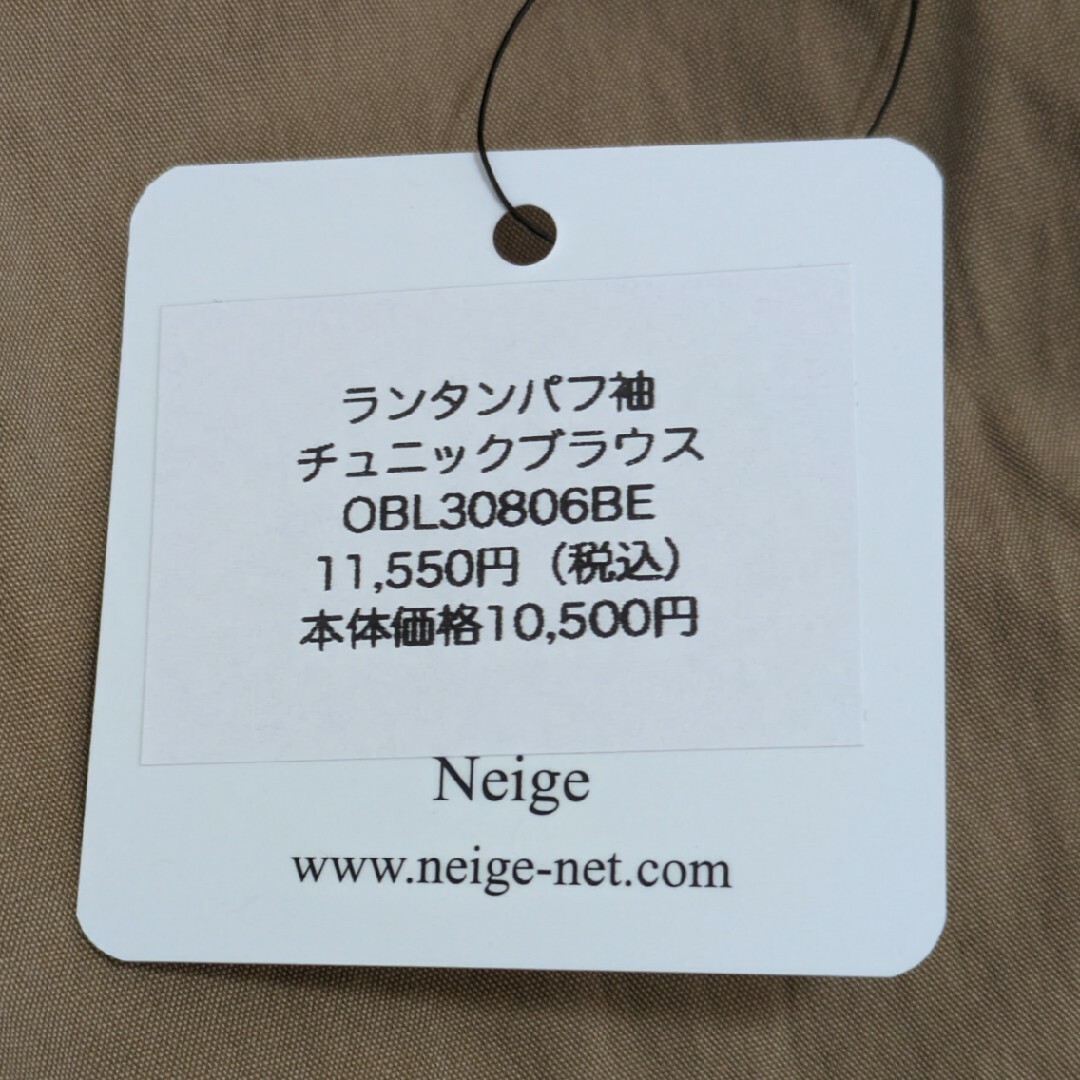 ランタンパフ袖
チュニックブラウス
OBL30806BE
11,550円（税込）
本体価格10,500円
Neige
www.neige-net.com